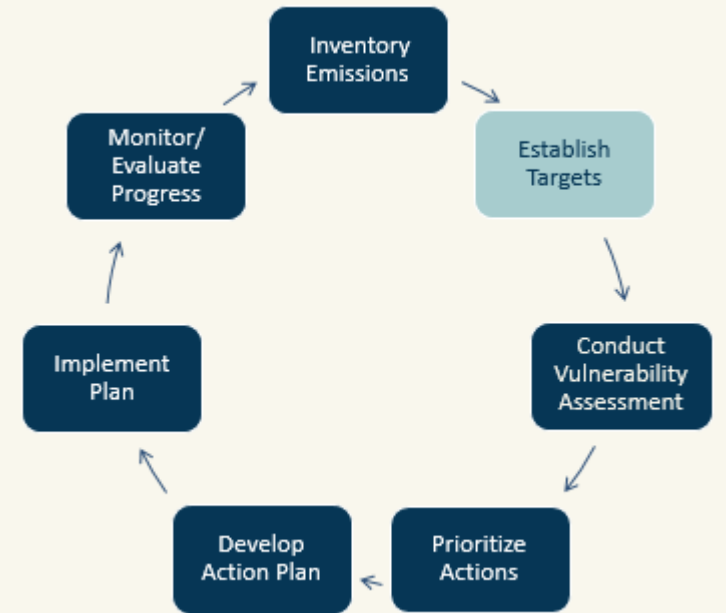 Inventory
Emissions
Establish
Targets
Conduct
Vulnerability
Assessment
Prioritize
Actions
Develop
Action Plan
Implement
Plan
Monitor/
Evaluate
Progress